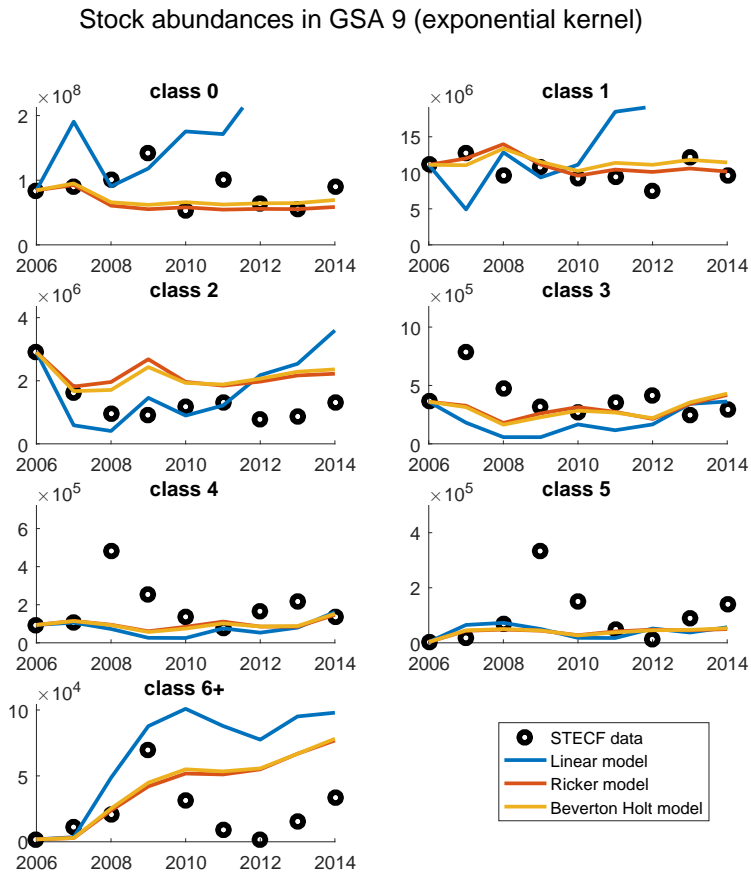 Stock abundances in GSA 9 (exponential kernel)
×10^8
class 0
2
1
0
2006 2008 2010 2012 2014
×10^6
class 1
15
10
5
0
2006 2008 2010 2012 2014
×10^6
class 2
4
2
0
2006 2008 2010 2012 2014
×10^5
class 3
10
5
0
2006 2008 2010 2012 2014
×10^5
class 4
6
4
2
0
2006 2008 2010 2012 2014
×10^5
class 5
4
2
0
2006 2008 2010 2012 2014
×10^4
class 6+
10
5
0
2006 2008 2010 2012 2014
STECF data
Linear model
Ricker model
Beverton Holt model